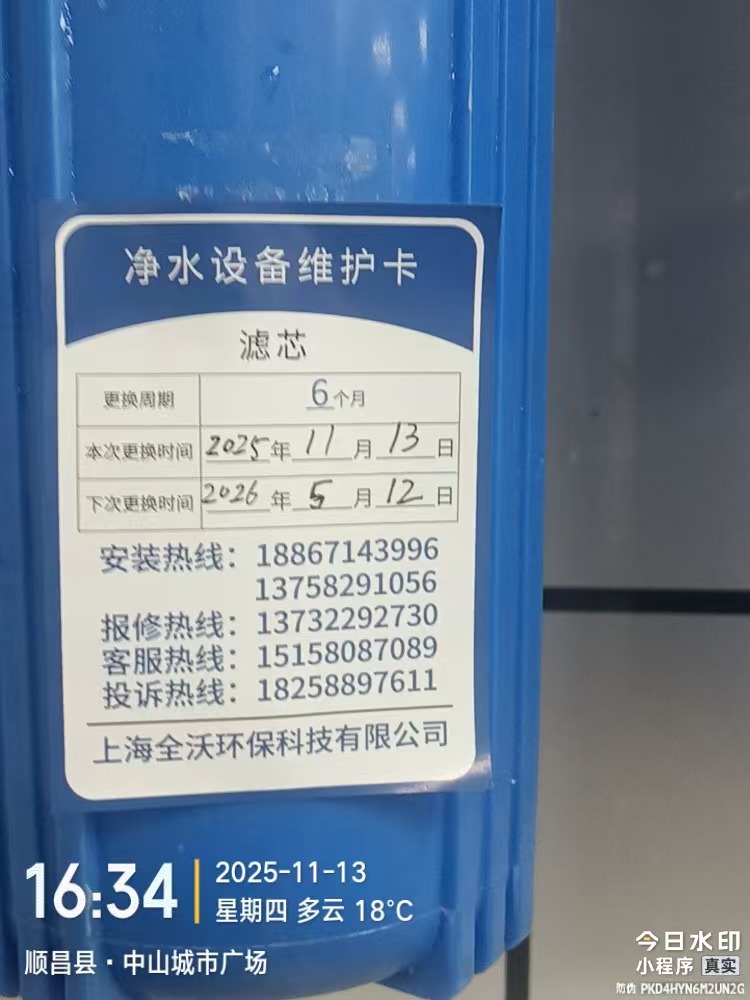 净水设备维护卡
滤芯
更换周期 6个月
本次更换时间 2025年11月13日
下次更换时间 2026年5月12日
安装热线：18867143996
13758291056
报修热线：13732292730
客服热线：15158087089
投诉热线：18258897611
上海全沃环保科技有限公司
16:34
2025-11-13
星期四 多云 18°C
顺昌县·中山城市广场
今日水印
小程序 真实
防伪 PKD4HYN6M2UN2G